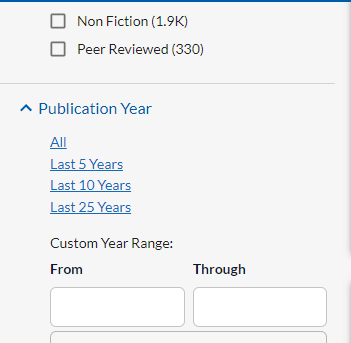 Non Fiction (1.9K)
Peer Reviewed (330)
Publication Year
All
Last 5 Years
Last 10 Years
Last 25 Years
Custom Year Range:
From Through